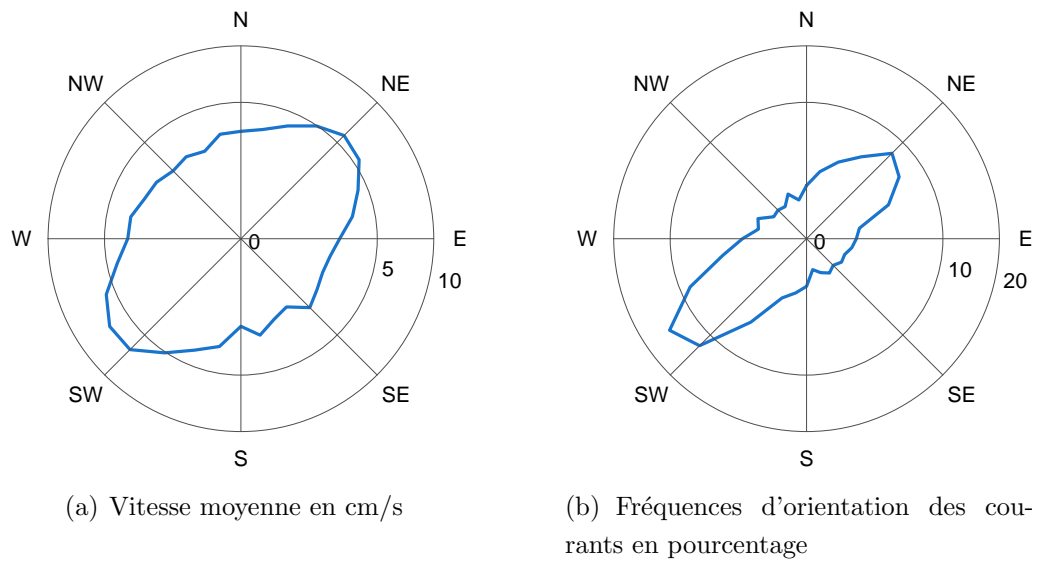 N
NW
NE
W
0
E
5
10
SW
SE
S
(a) Vitesse moyenne en cm/s
N
NW
NE
W
0
E
10
20
SW
SE
S
(b) Fréquences d'orientation des cou-
rants en pourcentage